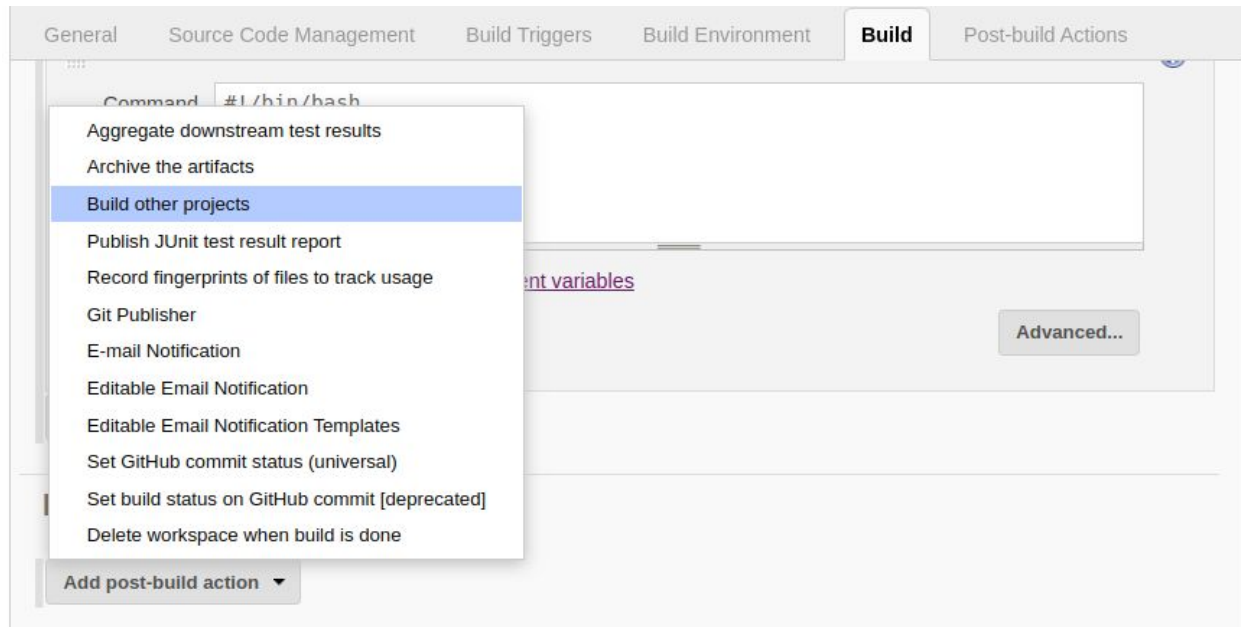 General Source Code Management Build Triggers Build Environment Build Post-build Actions
Command #!/bin/bash
Aggregate downstream test results
Archive the artifacts
Build other projects
Publish JUnit test result report
Record fingerprints of files to track usage
variables
Git Publisher
Advanced...
E-mail Notification
Editable Email Notification
Editable Email Notification Templates
Set GitHub commit status (universal)
Set build status on GitHub commit [deprecated]
Delete workspace when build is done
Add post-build action